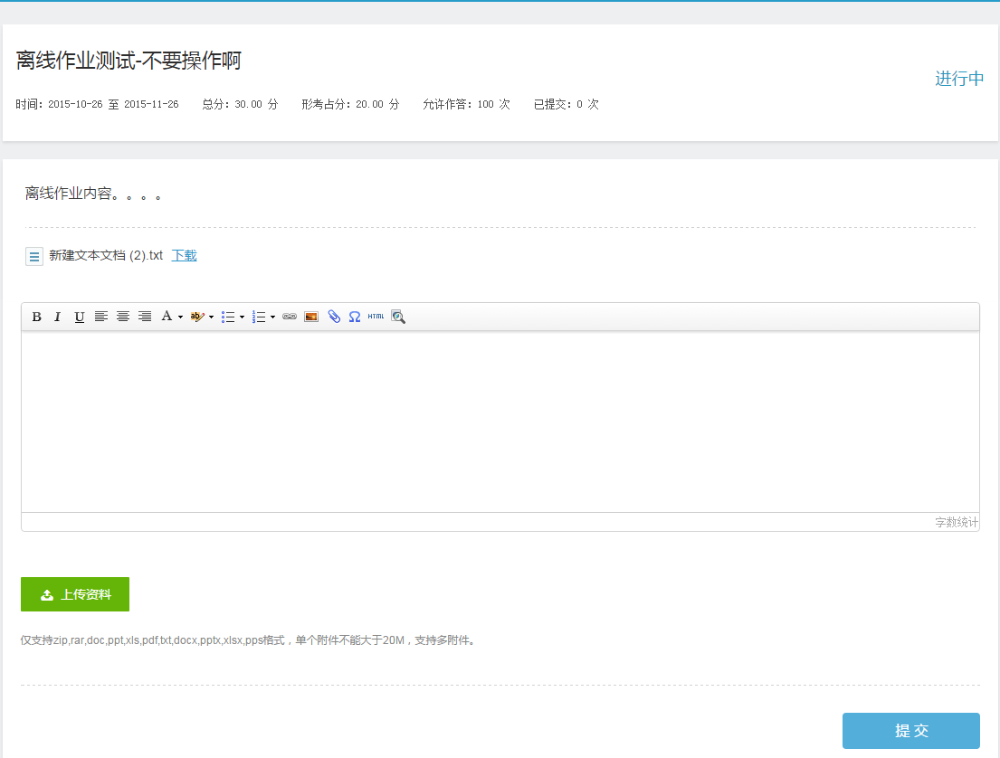 离线作业测试-不要操作啊
进行中
时间: 2015-10-26 至 2015-11-26 总分: 30.00 分 形考占分: 20.00 分 允许作答: 100 次 已提交: 0 次
离线作业内容。。。。
新建文本文档 (2).txt 下载
B I U A ab Ω HTML
字数统计
上传资料
仅支持zip,rar,doc,ppt,xls,pdf,txt,docx,pptx,xlsx,pps格式，单个附件不能大于20M，支持多附件。
提 交